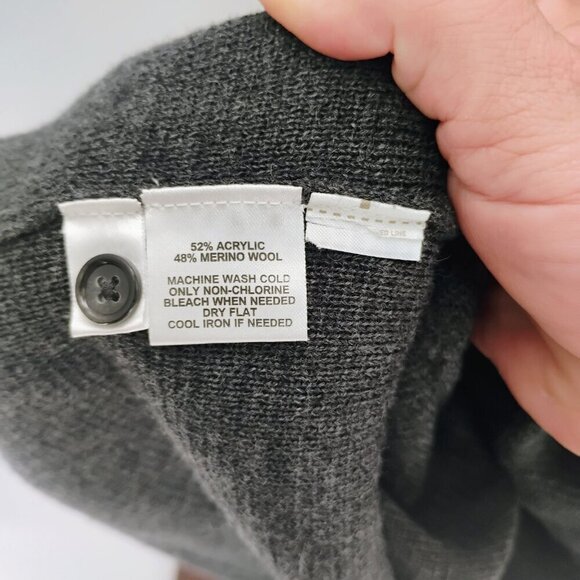 52% ACRYLIC
48% MERINO WOOL
MACHINE WASH COLD
ONLY NON-CHLORINE
BLEACH WHEN NEEDED
DRY FLAT
COOL IRON IF NEEDED